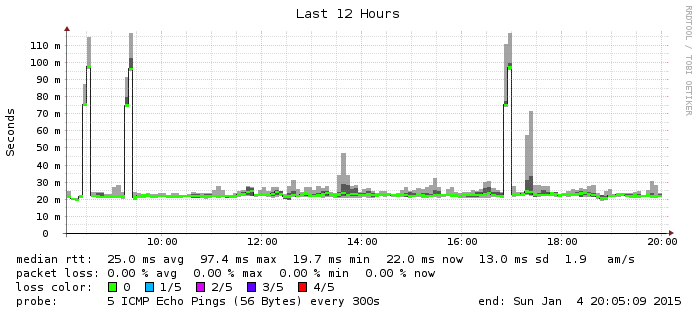 Last 12 Hours
RRDTOOL / TOBI OETIKER
Seconds
110 m
100 m
90 m
80 m
70 m
60 m
50 m
40 m
30 m
20 m
10 m
0
10:00 12:00 14:00 16:00 18:00 20:00
median rtt: 25.0 ms avg 97.4 ms max 19.7 ms min 22.0 ms now 13.0 ms sd 1.9 am/s
packet loss: 0.00 % avg 0.00 % max 0.00 % min 0.00 % now
loss color: 0 1/5 2/5 3/5 4/5
probe: 5 ICMP Echo Pings (56 Bytes) every 300s end: Sun Jan 4 20:05:09 2015